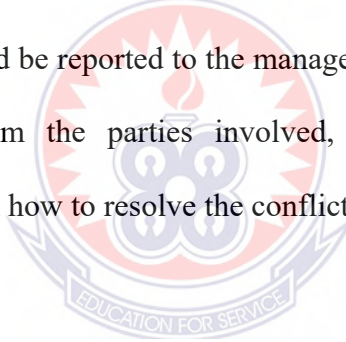 d be reported to the manage
m the parties involved,
how to resolve the conflict
EDUCATION FOR SERVICE